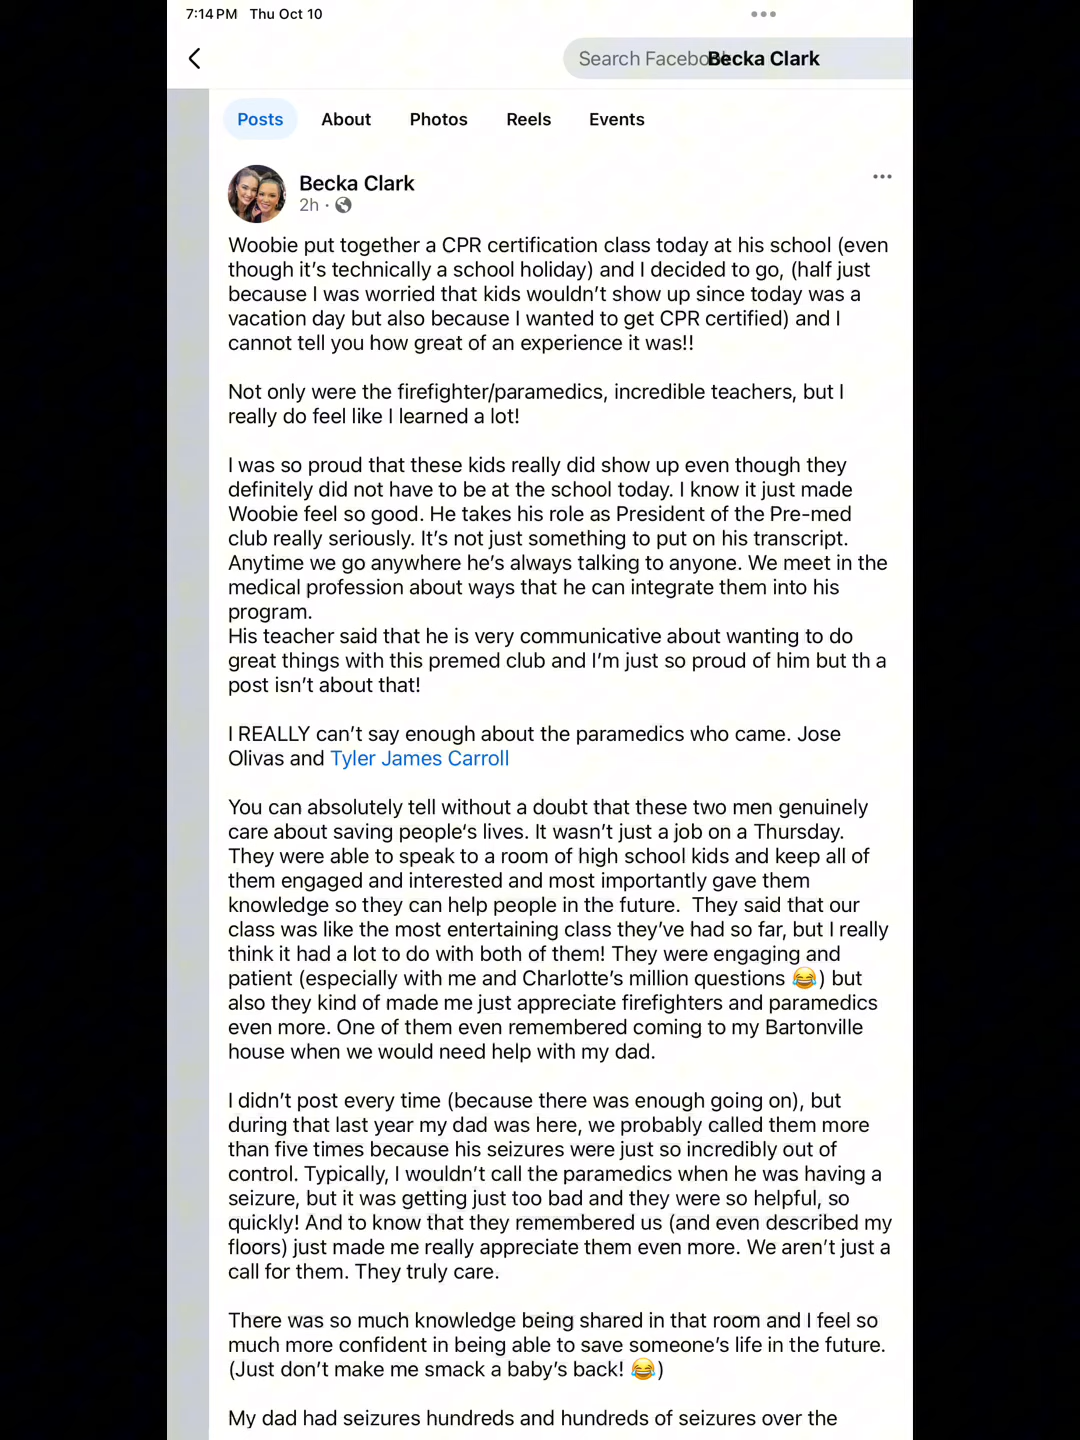 7:14 PM Thu Oct 10
Search Facebo Becka Clark
Posts About Photos Reels Events
Becka Clark
2h ·
Woobie put together a CPR certification class today at his school (even
though it's technically a school holiday) and I decided to go, (half just
because I was worried that kids wouldn't show up since today was a
vacation day but also because I wanted to get CPR certified) and I
cannot tell you how great of an experience it was!!
Not only were the firefighter/paramedics, incredible teachers, but I
really do feel like I learned a lot!
I was so proud that these kids really did show up even though they
definitely did not have to be at the school today. I know it just made
Woobie feel so good. He takes his role as President of the Pre-med
club really seriously. It's not just something to put on his transcript.
Anytime we go anywhere he's always talking to anyone. We meet in the
medical profession about ways that he can integrate them into his
program.
His teacher said that he is very communicative about wanting to do
great things with this premed club and I'm just so proud of him but th a
post isn't about that!
I REALLY can't say enough about the paramedics who came. Jose
Olivas and Tyler James Carroll
You can absolutely tell without a doubt that these two men genuinely
care about saving people's lives. It wasn't just a job on a Thursday.
They were able to speak to a room of high school kids and keep all of
them engaged and interested and most importantly gave them
knowledge so they can help people in the future.  They said that our
class was like the most entertaining class they've had so far, but I really
think it had a lot to do with both of them! They were engaging and
patient (especially with me and Charlotte's million questions 😂) but
also they kind of made me just appreciate firefighters and paramedics
even more. One of them even remembered coming to my Bartonville
house when we would need help with my dad.
I didn't post every time (because there was enough going on), but
during that last year my dad was here, we probably called them more
than five times because his seizures were just so incredibly out of
control. Typically, I wouldn't call the paramedics when he was having a
seizure, but it was getting just too bad and they were so helpful, so
quickly! And to know that they remembered us (and even described my
floors) just made me really appreciate them even more. We aren't just a
call for them. They truly care.
There was so much knowledge being shared in that room and I feel so
much more confident in being able to save someone's life in the future.
(Just don't make me smack a baby's back! 😂)
My dad had seizures hundreds and hundreds of seizures over the